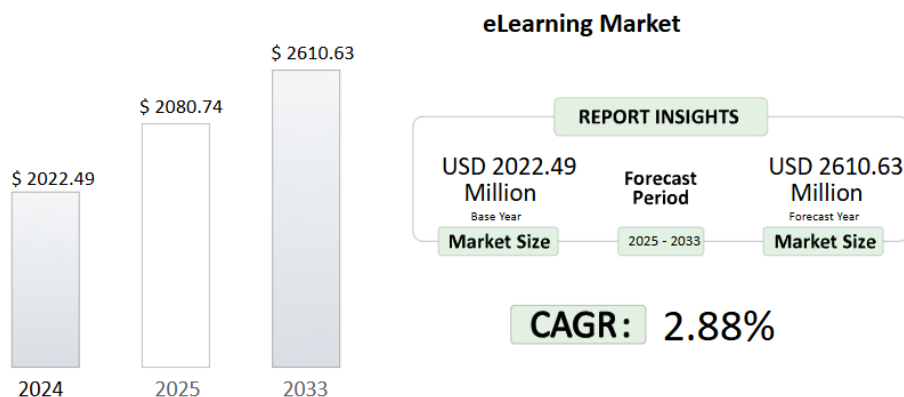 eLearning Market
$ 2610.63
$ 2080.74
$ 2022.49
2024
2025
2033
REPORT INSIGHTS
USD 2022.49
Million
Base Year
Market Size
Forecast
Period
2025 - 2033
USD 2610.63
Million
Forecast Year
Market Size
CAGR: 2.88%